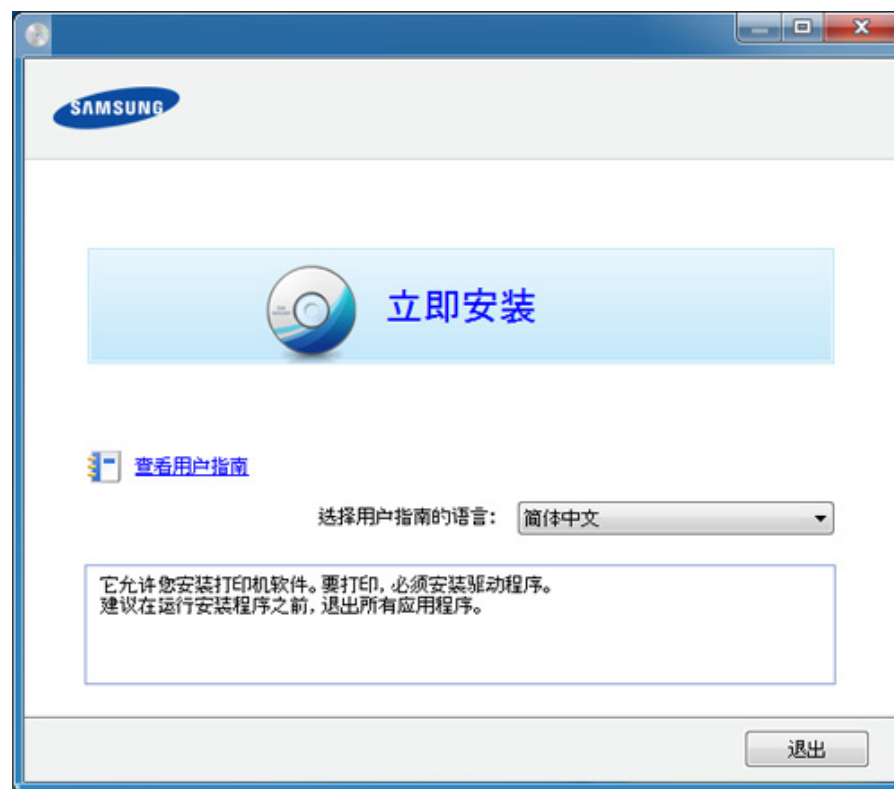 SAMSUNG
立即安装
查看用户指南
选择用户指南的语言: 简体中文
它允许您安装打印机软件。要打印, 必须安装驱动程序。
建议在运行安装程序之前, 退出所有应用程序。
退出